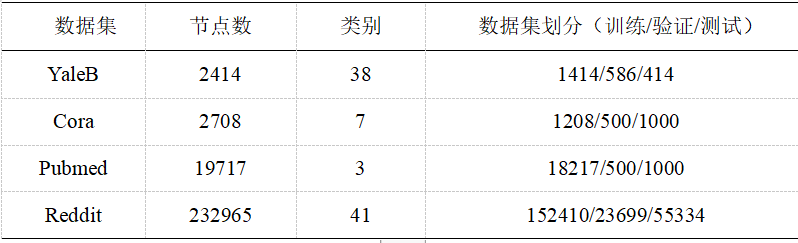 数据集 节点数 类别 数据集划分（训练/验证/测试）
YaleB 2414 38 1414/586/414
Cora 2708 7 1208/500/1000
Pubmed 19717 3 18217/500/1000
Reddit 232965 41 152410/23699/55334